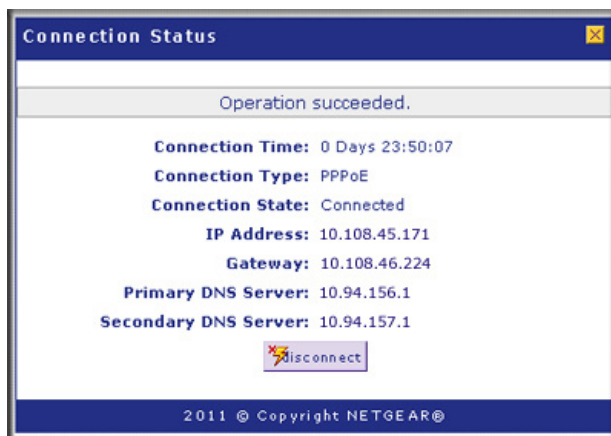 Connection Status
Operation succeeded.
Connection Time: 0 Days 23:50:07
Connection Type: PPPoE
Connection State: Connected
IP Address: 10.108.45.171
Gateway: 10.108.46.224
Primary DNS Server: 10.94.156.1
Secondary DNS Server: 10.94.157.1
disconnect
2011 © Copyright NETGEAR®